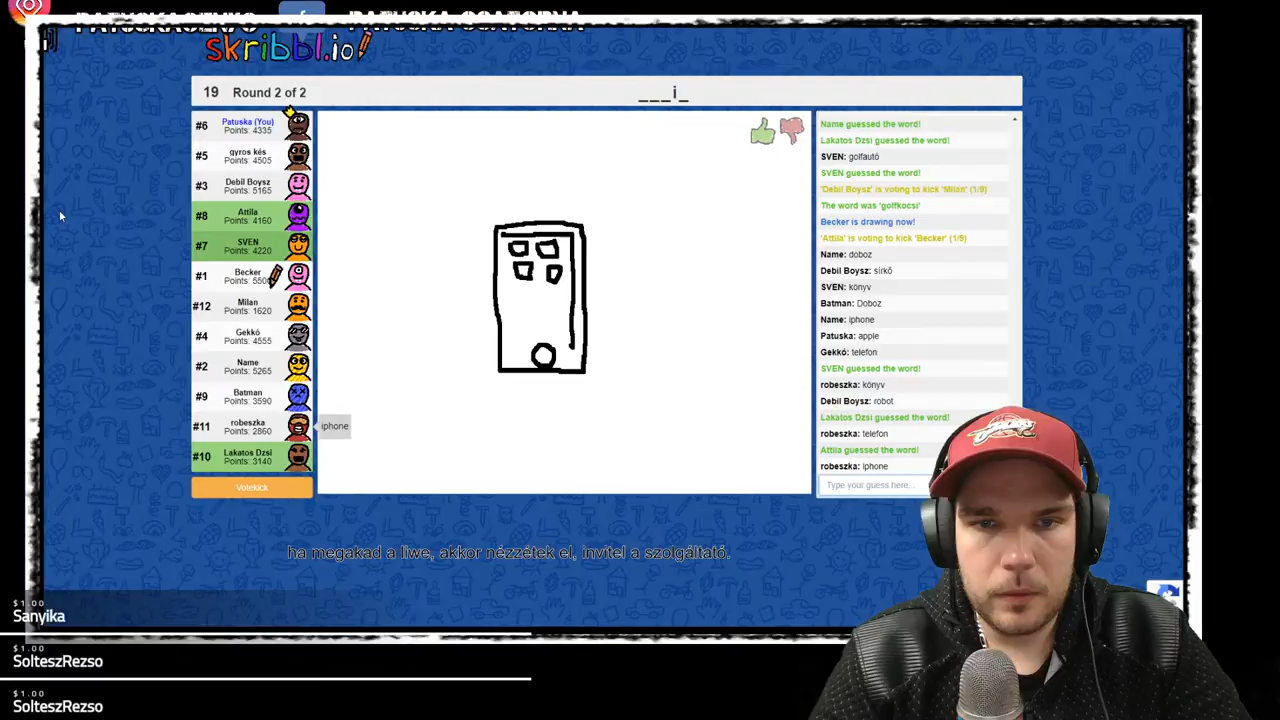 skribbl.io
19 Round 2 of 2
___i_
#6 Patuska (You)
Points: 4335
#5 gyros kés
Points: 4505
#3 Debil Boysz
Points: 5165
#8 Attila
Points: 4160
#7 SVEN
Points: 4220
#1 Becker
#12 Milan
Points: 1620
#4 Gekkó
Points: 4555
#2 Name
Points: 5265
#9 Batman
Points: 3590
#11 robeszka
Points: 2860
iphone
#10 Lakatos Dzsi
Points: 3140
Votekick
Name guessed the word!
Lakatos Dzsi guessed the word!
SVEN: golfautó
SVEN guessed the word!
'Debil Boysz' is voting to kick 'Milan' (1/9)
The word was 'golfkocsi'
Becker is drawing now!
'Attila' is voting to kick 'Becker' (1/9)
Name: doboz
Debil Boysz: sirkő
SVEN: könyv
Batman: Doboz
Name: iphone
Patuska: apple
Gekkó: telefon
SVEN guessed the word!
robeszka: könyv
Debil Boysz: robot
Lakatos Dzsi guessed the word!
robeszka: telefon
Attila guessed the word!
robeszka: iphone
Type your guess here...
ha megakad a liwe, akkor nézzétek el, invitel a szolgáltató.
$1.00
Sanyika
$1.00
SolteszRezso
$1.00
SolteszRezso